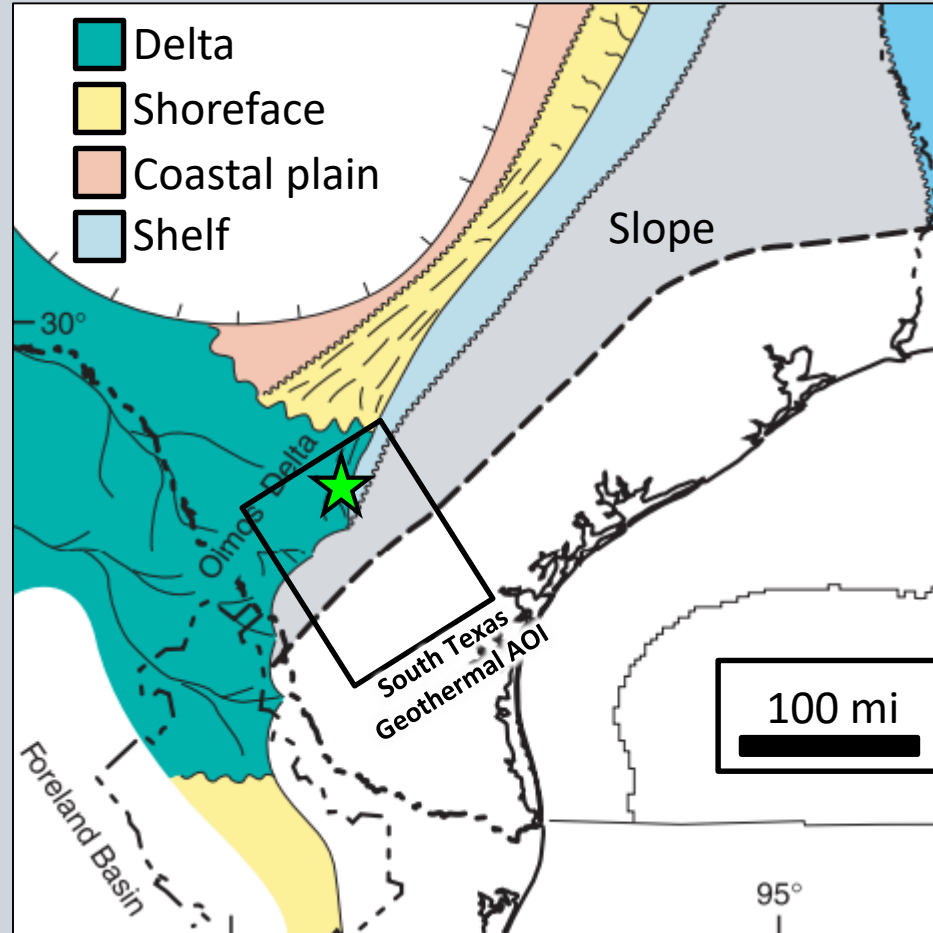 Delta
Shoreface
Coastal plain
Shelf
Slope
30°
Olmos Delta
South Texas
Geothermal AOI
100 mi
Foreland Basin
95°